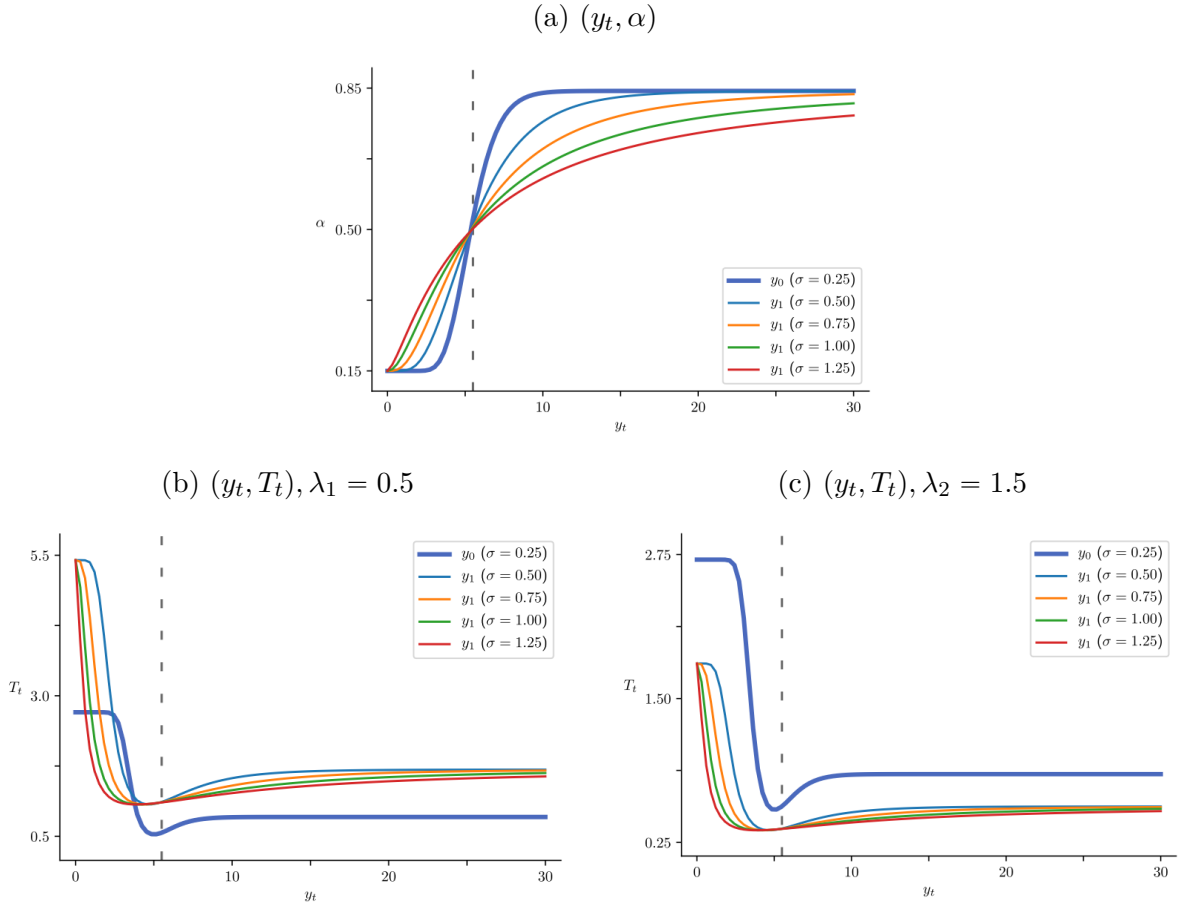 (a) (y_t, α)
0.85
0.50
0.15
α
0
10
20
30
y_t
y_0 (σ = 0.25)
y_1 (σ = 0.50)
y_1 (σ = 0.75)
y_1 (σ = 1.00)
y_1 (σ = 1.25)
(b) (y_t, T_t), λ_1 = 0.5
5.5
3.0
0.5
T_t
0
10
20
30
y_t
y_0 (σ = 0.25)
y_1 (σ = 0.50)
y_1 (σ = 0.75)
y_1 (σ = 1.00)
y_1 (σ = 1.25)
(c) (y_t, T_t), λ_2 = 1.5
2.75
1.50
0.25
T_t
0
10
20
30
y_t
y_0 (σ = 0.25)
y_1 (σ = 0.50)
y_1 (σ = 0.75)
y_1 (σ = 1.00)
y_1 (σ = 1.25)